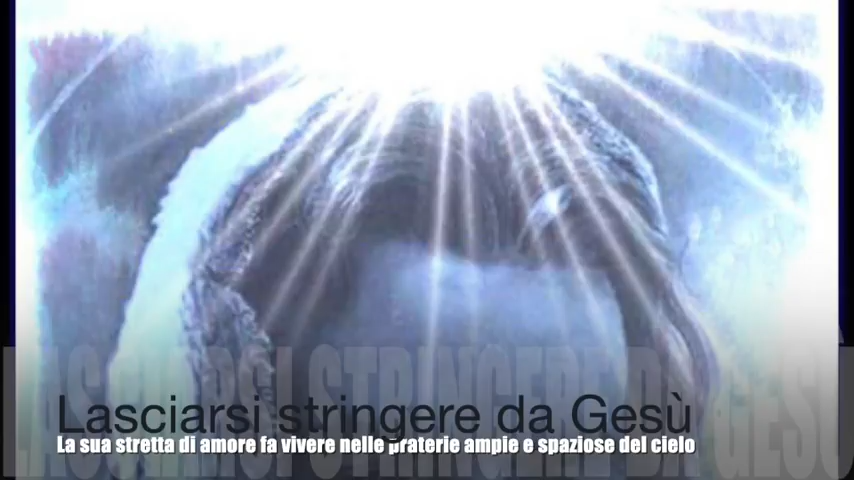 LASCIARSI STRINGERE DA GESÙ
Lasciarsi stringere da Gesù
La sua stretta di amore fa vivere nelle praterie ampie e spaziose del cielo